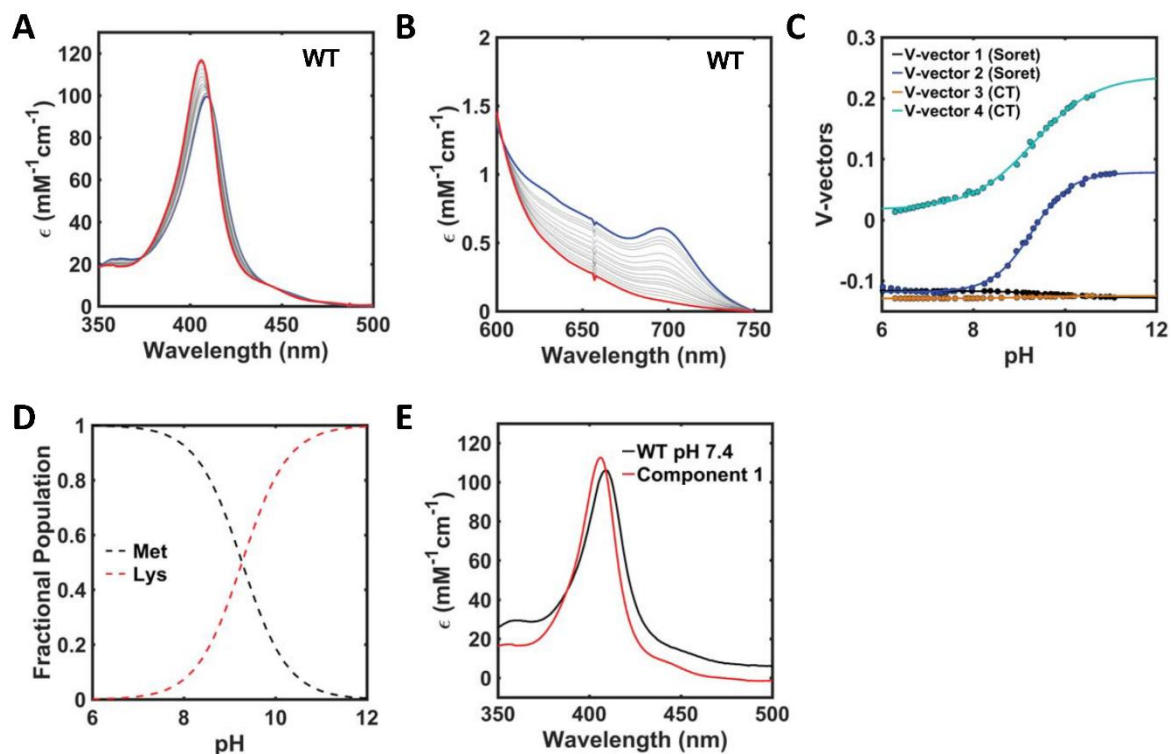 A
WT
120
100
80
60
40
20
0
350 400 450 500
ϵ (mM⁻¹cm⁻¹)
Wavelength (nm)
B
WT
2
1.5
1
0.5
0
600 650 700 750
ϵ (mM⁻¹cm⁻¹)
Wavelength (nm)
C
V-vector 1 (Soret)
V-vector 2 (Soret)
V-vector 3 (CT)
V-vector 4 (CT)
0.3
0.2
0.1
0
-0.1
6 8 10 12
V-vectors
pH
D
1
0.8
0.6
0.4
0.2
0
6 8 10 12
Met
Lys
Fractional Population
pH
E
WT pH 7.4
Component 1
120
100
80
60
40
20
0
350 400 450 500
ϵ (mM⁻¹cm⁻¹)
Wavelength (nm)